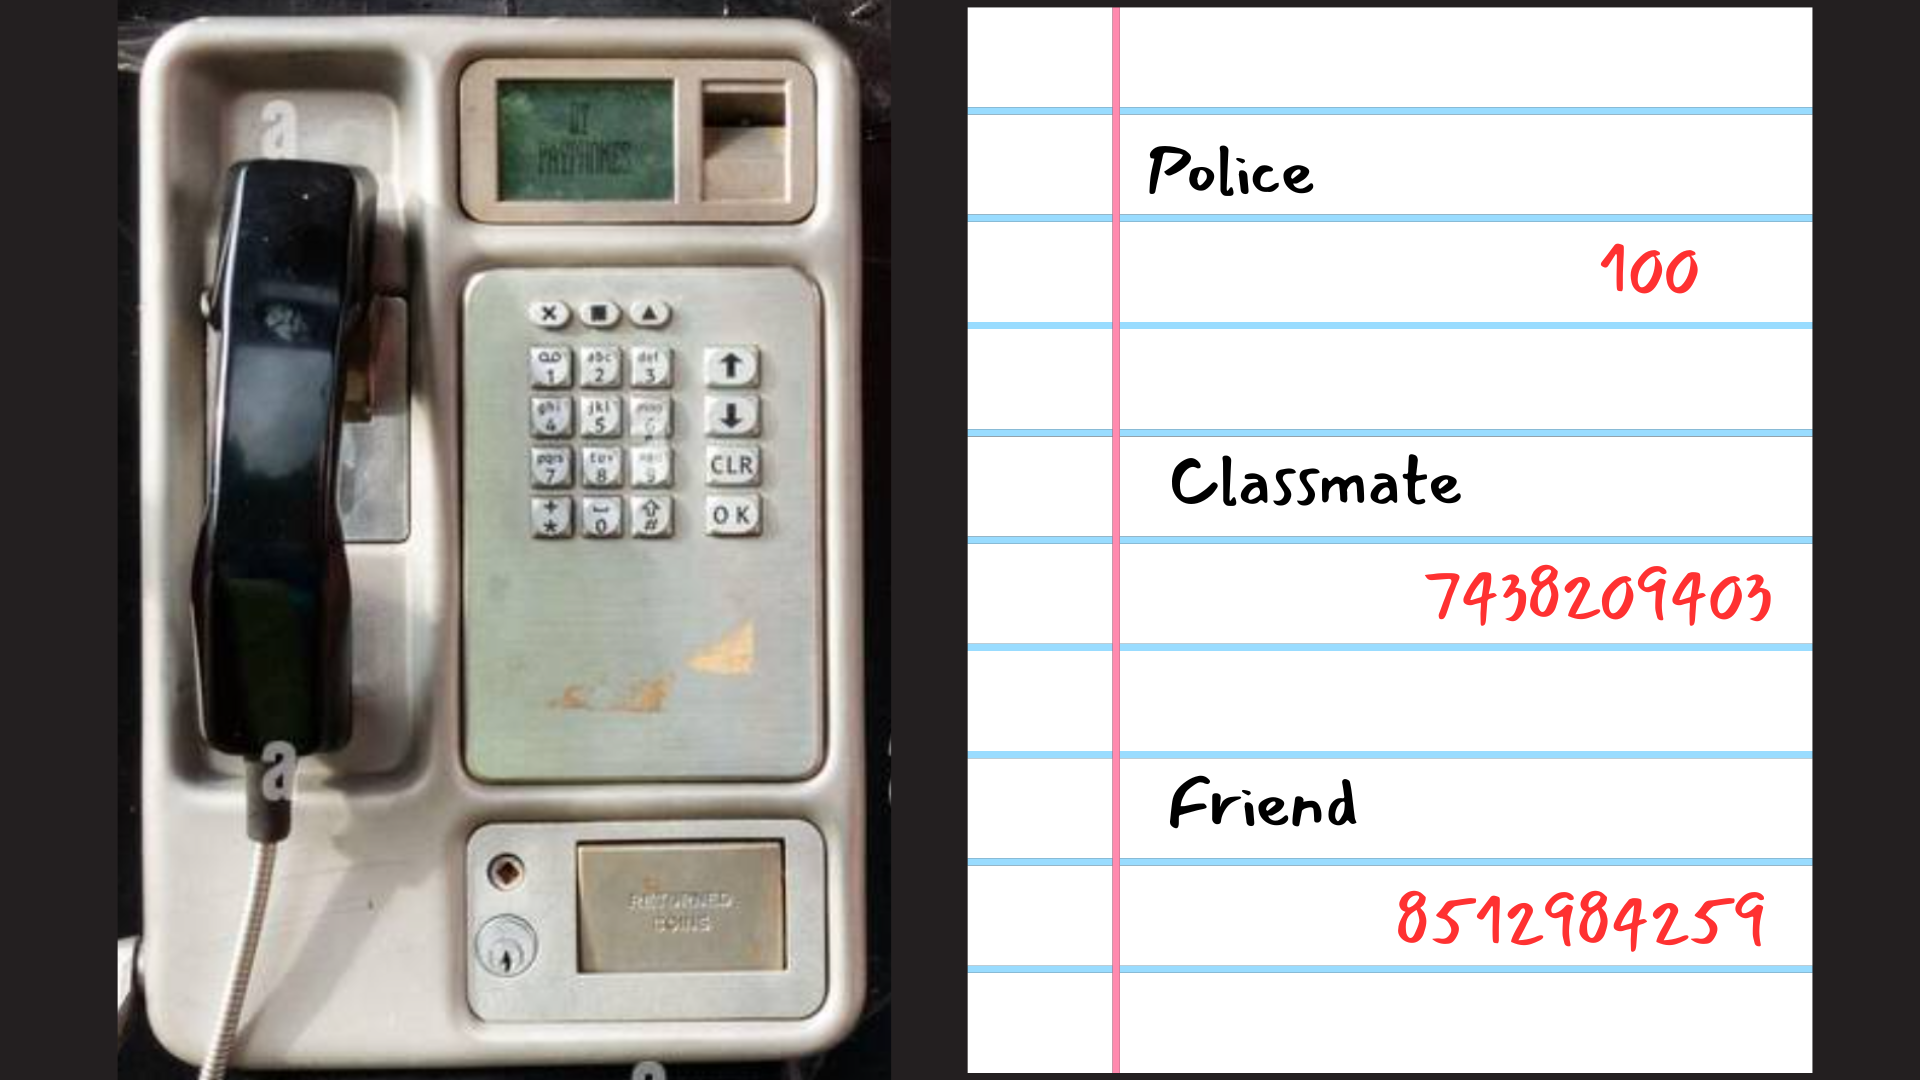 BT
PAYPHONES
1
abc
2
def
3
ghi
4
jkl
5
mno
6
pqrs
7
tuv
8
9
CLR
+
*
0
#
OK
RETURNED
COINS
Police
100
Classmate
7438209403
Friend
8512984259
a
a
a